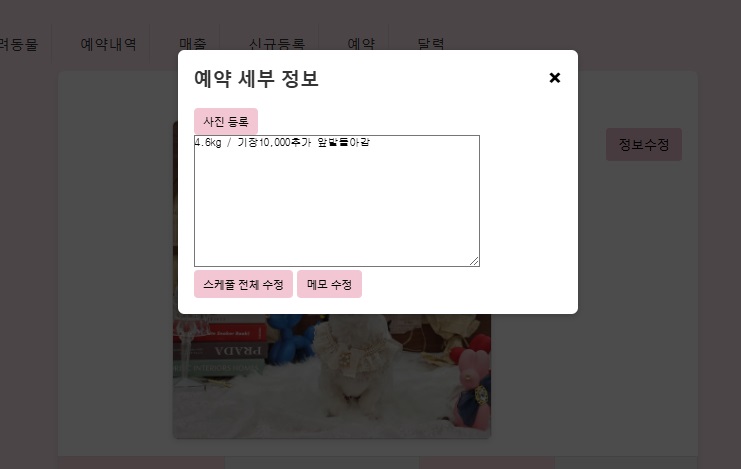 려동물 예약내역 매출 신규등록 예약 달력
예약 세부 정보
사진 등록
정보수정
4.6kg / 기장10,000추가 앞발돌아감
스케쥴 전체 수정 메모 수정
PRADA